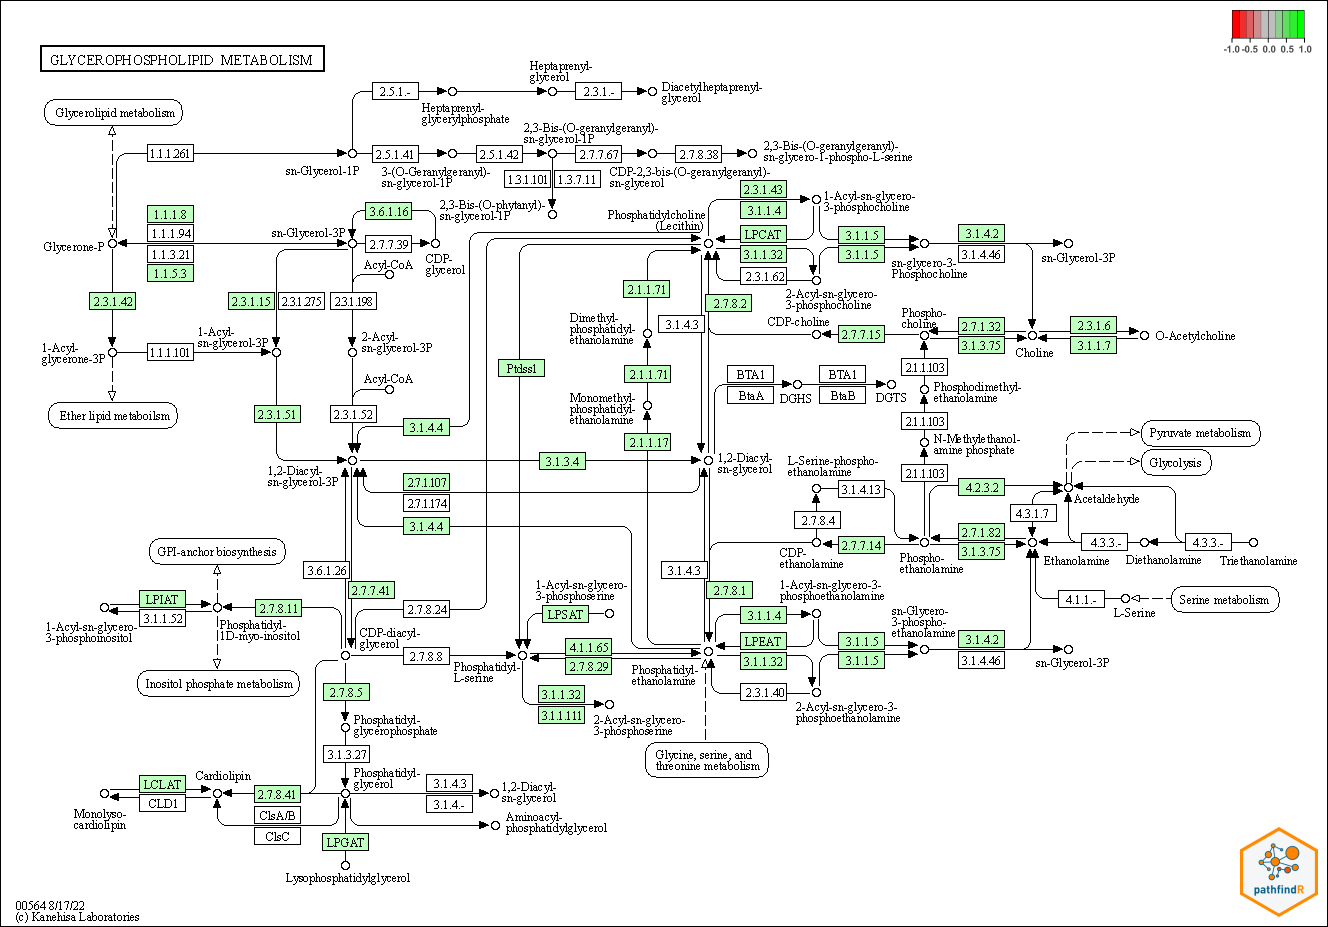 -1.0 -0.5 0.0 0.5 1.0
GLYCEROPHOSPHOLIPID METABOLISM
Heptaprenyl-
glycerol
2.5.1.-
2.3.1.-
Diacetylheptaprenyl-
glycerol
Heptaprenyl-
glycerylphosphate
Glycerolipid metabolism
2,3-Bis-(O-geranylgeranyl)-
sn-glycerol-1P
1.1.1.261
2.5.1.41
2.5.1.42
2.7.7.67
2.7.8.38
2,3-Bis-(O-geranylgeranyl)-
sn-glycero-1-phospho-L-serine
sn-Glycerol-1P
3-(O-Geranylgeranyl)-
sn-glycerol-1P
1.3.1.101
1.3.7.11
CDP-2,3-bis-(O-geranylgeranyl)-
sn-glycerol
2,3-Bis-(O-phytanyl)-
sn-glycerol-1P
1.1.1.8
1.1.1.94
1.1.3.21
1.1.5.3
Glycerone-P
sn-Glycerol-3P
3.6.1.16
2.7.7.39
CDP-
glycerol
Phosphatidylcholine
(Lecithin)
2.3.1.43
3.1.1.4
LPCAT
3.1.1.32
2.3.1.62
1-Acyl-sn-glycero-
3-phosphocholine
3.1.1.5
3.1.1.5
sn-glycero-3-
Phosphocholine
3.1.4.2
3.1.4.46
sn-Glycerol-3P
2-Acyl-sn-glycero-
3-phosphocholine
Acyl-CoA
2.3.1.42
2.3.1.15
2.3.1.275
2.3.1.198
2.1.1.71
2.7.8.2
3.1.4.3
Dimethyl-
phosphatidyl-
ethanolamine
CDP-choline
2.7.7.15
Phospho-
choline
2.7.1.32
3.1.3.75
Choline
2.3.1.6
3.1.1.7
O-Acetylcholine
1-Acyl-
glycerone-3P
1.1.1.101
1-Acyl-
sn-glycerol-3P
2-Acyl-
sn-glycerol-3P
Acyl-CoA
Ptdss1
2.1.1.71
BTA1
BtaA
DGHS
BTA1
BtaB
DGTS
2.1.1.103
Phosphodimethyl-
ethanolamine
Ether lipid metaboilsm
2.3.1.51
2.3.1.52
3.1.4.4
Monomethyl-
phosphatidyl-
ethanolamine
2.1.1.17
2.1.1.103
N-Methylethanol-
amine phosphate
Pyruvate metabolism
Glycolysis
1,2-Diacyl-
sn-glycerol-3P
3.1.3.4
1,2-Diacyl-
sn-glycerol
2.7.1.107
2.7.1.174
3.1.4.4
L-Serine-phospho-
ethanolamine
3.1.4.13
2.1.1.103
4.2.3.2
Acetaldehyde
2.7.8.4
4.3.1.7
GPI-anchor biosynthesis
CDP-
ethanolamine
2.7.7.14
Phospho-
ethanolamine
2.7.1.82
3.1.3.75
Ethanolamine
4.3.3.-
Diethanolamine
4.3.3.-
Triethanolamine
3.6.1.26
2.7.7.41
3.1.4.3
2.7.8.1
4.1.1.-
L-Serine
Serine metabolism
LPIAT
3.1.1.52
1-Acyl-sn-glycero-
3-phosphoinositol
2.7.8.11
Phosphatidyl-
1D-myo-inositol
2.7.8.24
CDP-diacyl-
glycerol
1-Acyl-sn-glycero-
3-phosphoserine
LPSAT
1-Acyl-sn-glycero-3-
phosphoethanolamine
3.1.1.4
LPEAT
3.1.1.32
2.3.1.40
sn-Glycero-
3-phospho-
ethanolamine
3.1.1.5
3.1.1.5
3.1.4.2
3.1.4.46
sn-Glycerol-3P
2.7.8.8
Phosphatidyl-
L-serine
4.1.1.65
2.7.8.29
Phosphatidyl-
ethanolamine
Inositol phosphate metabolism
2.7.8.5
3.1.1.32
3.1.1.111
2-Acyl-sn-glycero-
3-phosphoserine
2-Acyl-sn-glycero-3-
phosphoethanolamine
Phosphatidyl-
glycerophosphate
3.1.3.27
Glycine, serine, and
threonine metabolism
Phosphatidyl-
glycerol
LCLAT
CLD1
Monolyso-
cardiolipin
Cardiolipin
2.7.8.41
ClsA/B
ClsC
3.1.4.3
3.1.4.-
1,2-Diacyl-
sn-glycerol
Aminoacyl-
phosphatidylglycerol
LPGAT
Lysophosphatidylglycerol
pathfindR
00564 8/17/22
(c) Kanehisa Laboratories